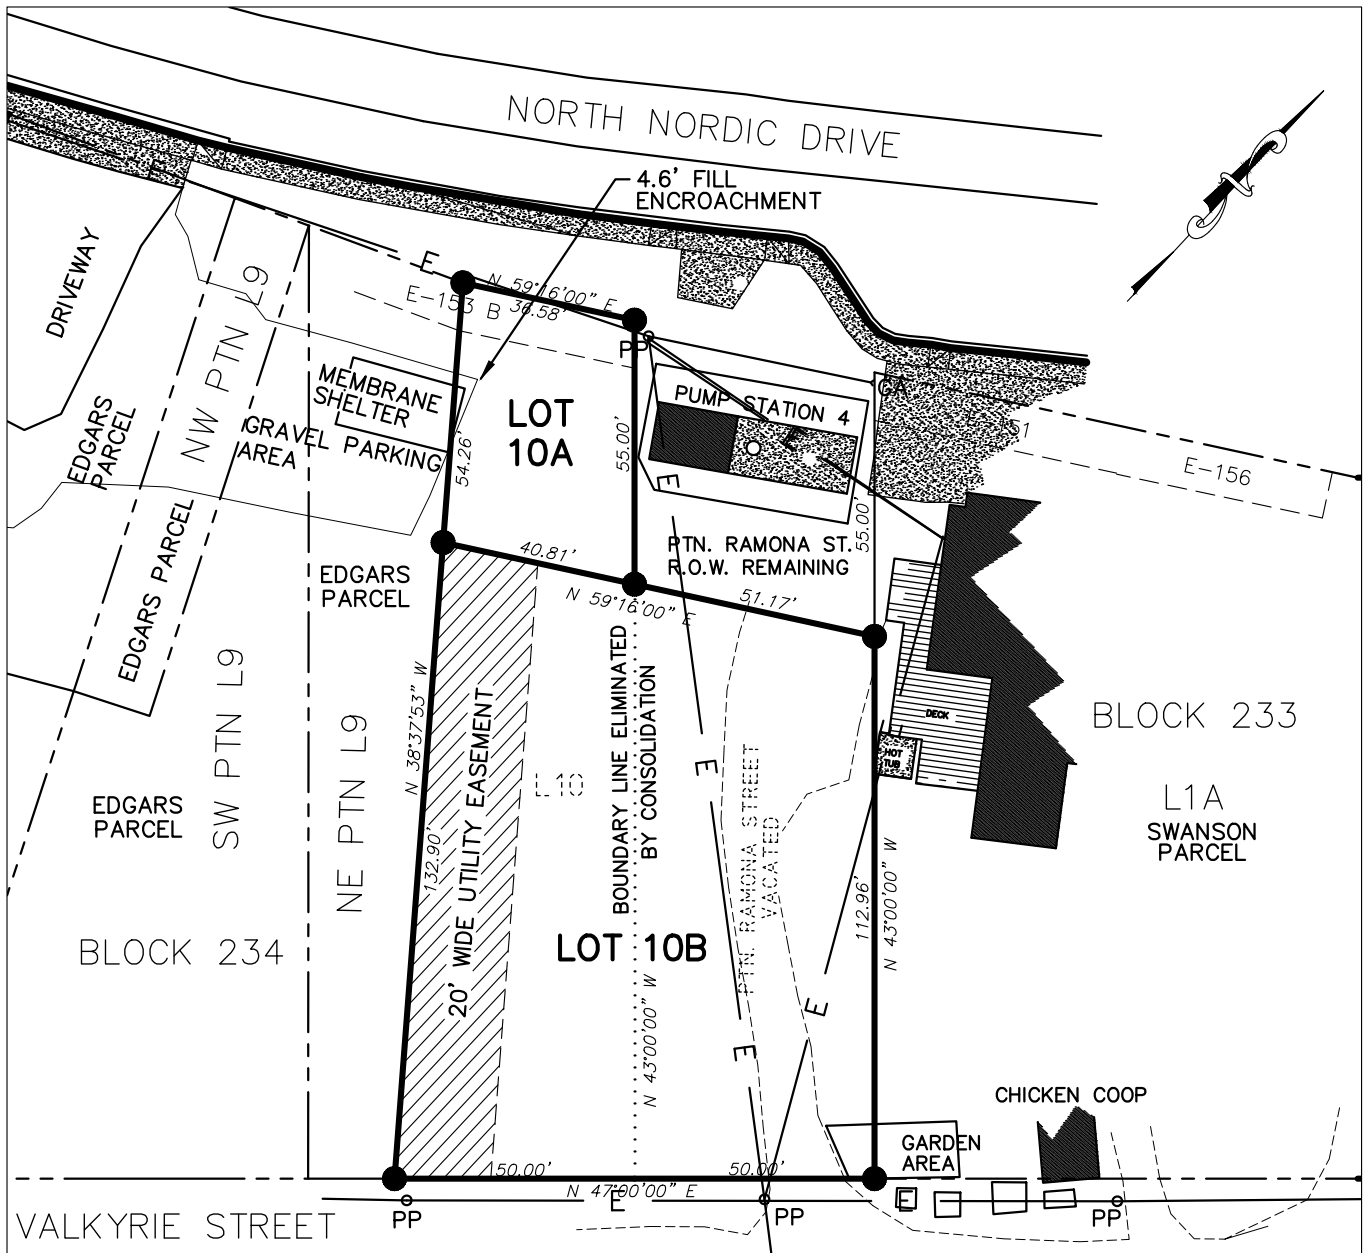 NORTH NORDIC DRIVE
4.6' FILL
ENCROACHMENT
DRIVEWAY
NW PTN L9
E
N 59°16'00" E
36.58'
E-153 B
PP
MEMBRANE
SHELTER
GRAVEL PARKING
AREA
EDGARS
PARCEL
LOT
10A
54.26'
55.00'
PUMP STATION 4
E
E
GA
51
E-156
55.00'
PTN. RAMONA ST.
R.O.W. REMAINING
EDGARS PARCEL
EDGARS
PARCEL
40.81'
N 59°16'00" E
51.17'
SW PTN L9
NE PTN L9
N 38°37'53" W
132.90'
20' WIDE UTILITY EASEMENT
L10
BOUNDARY LINE ELIMINATED
BY CONSOLIDATION
E
PTN. RAMONA STREET
VACATED
DECK
HOT
TUB
BLOCK 233
L1A
SWANSON
PARCEL
EDGARS
PARCEL
BLOCK 234
LOT 10B
N 43°00'00" W
112.96'
N 43°00'00" W
E
E
CHICKEN COOP
GARDEN
AREA
50.00'
50.00'
N 47°00'00" E
E
E
PP
PP
PP
VALKYRIE STREET